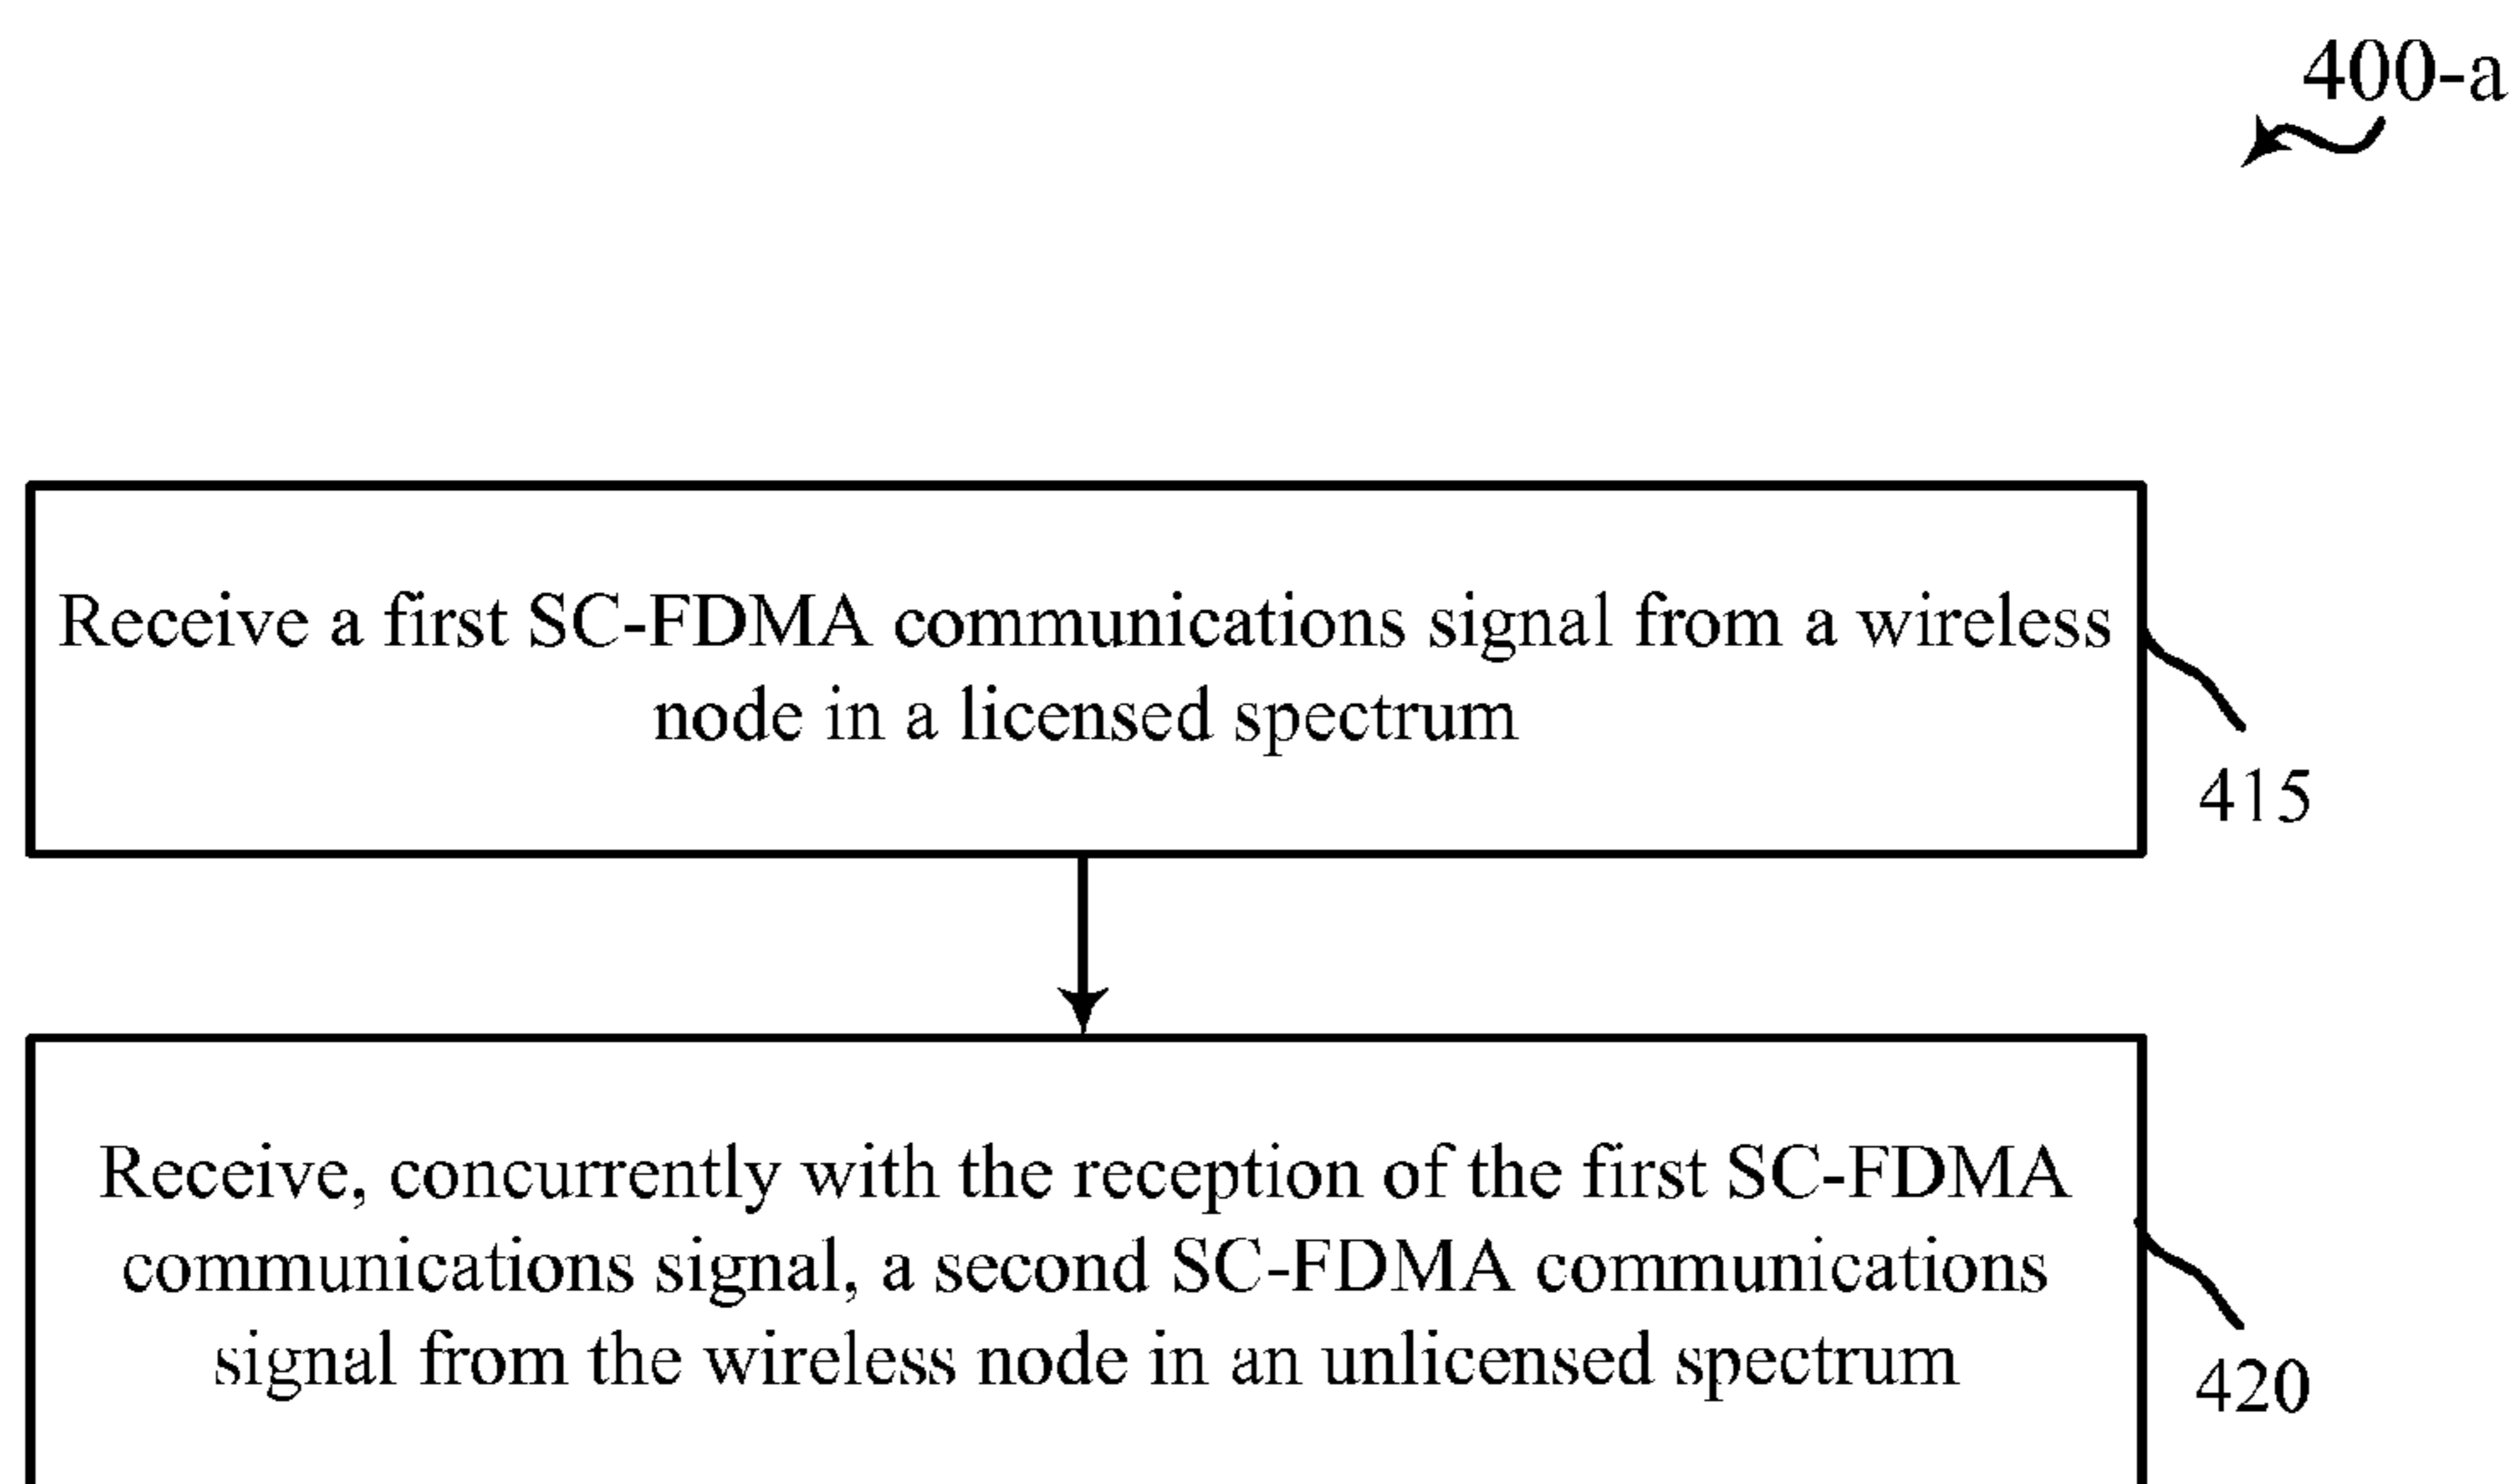 400-a
Receive a first SC-FDMA communications signal from a wireless
node in a licensed spectrum
415
Receive, concurrently with the reception of the first SC-FDMA
communications signal, a second SC-FDMA communications
signal from the wireless node in an unlicensed spectrum
420